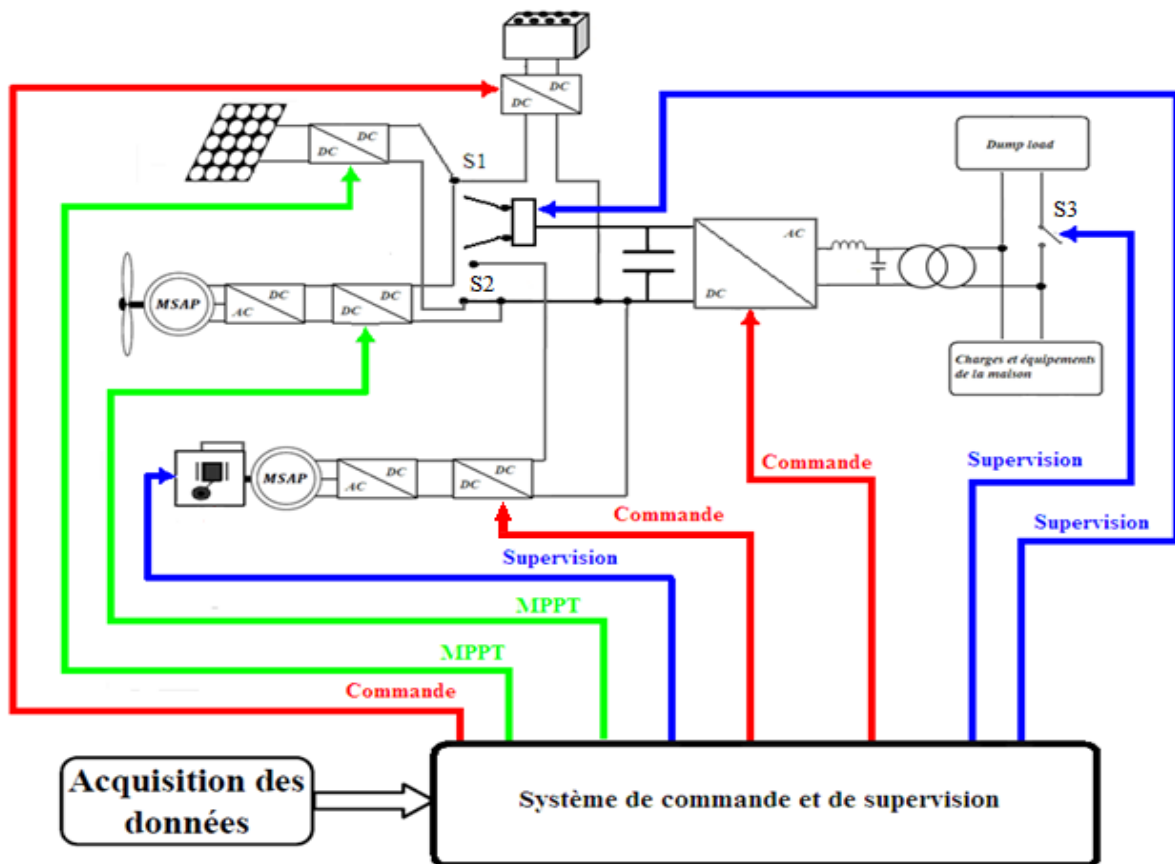 DC
DC
DC
DC
S1
Dump load
S3
AC
DC
S2
MSAP
DC
AC
DC
DC
Charges et équipements
de la maison
MSAP
DC
AC
DC
DC
Commande
Supervision
Commande
Supervision
Supervision
MPPT
MPPT
Commande
Acquisition des
données
Système de commande et de supervision